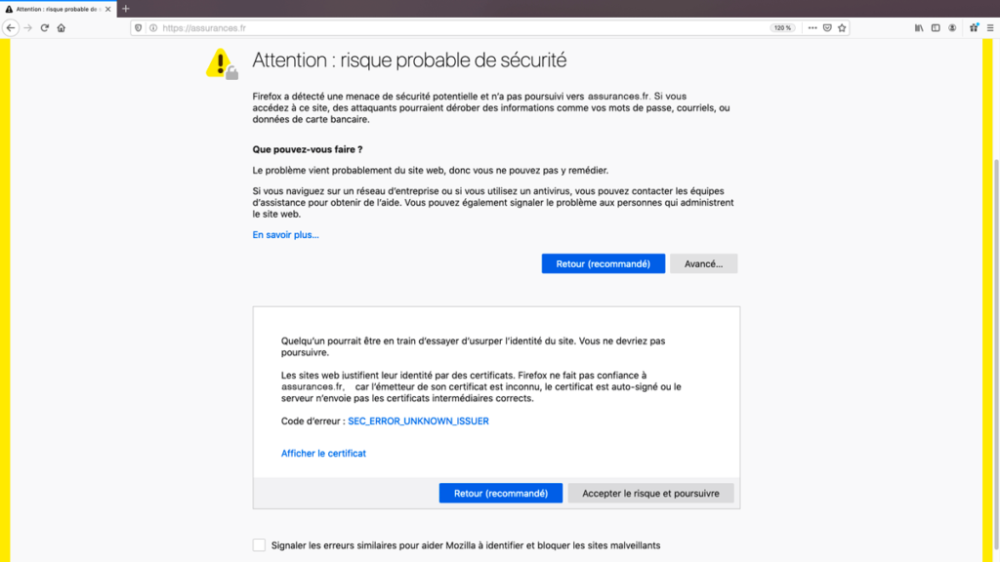 Attention : risque probable de s
https://assurances.fr
120 %
Attention : risque probable de sécurité
Firefox a détecté une menace de sécurité potentielle et n'a pas poursuivi vers assurances.fr. Si vous
accédez à ce site, des attaquants pourraient dérober des informations comme vos mots de passe, courriels, ou
données de carte bancaire.
Que pouvez-vous faire ?
Le problème vient probablement du site web, donc vous ne pouvez pas y remédier.
Si vous naviguez sur un réseau d'entreprise ou si vous utilisez un antivirus, vous pouvez contacter les équipes
d'assistance pour obtenir de l'aide. Vous pouvez également signaler le problème aux personnes qui administrent
le site web.
En savoir plus...
Retour (recommandé) Avancé...
Quelqu'un pourrait être en train d'essayer d'usurper l'identité du site. Vous ne devriez pas
poursuivre.
Les sites web justifient leur identité par des certificats. Firefox ne fait pas confiance à
assurances.fr, car l'émetteur de son certificat est inconnu, le certificat est auto-signé ou le
serveur n'envoie pas les certificats intermédiaires corrects.
Code d'erreur : SEC_ERROR_UNKNOWN_ISSUER
Afficher le certificat
Retour (recommandé) Accepter le risque et poursuivre
Signaler les erreurs similaires pour aider Mozilla à identifier et bloquer les sites malveillants